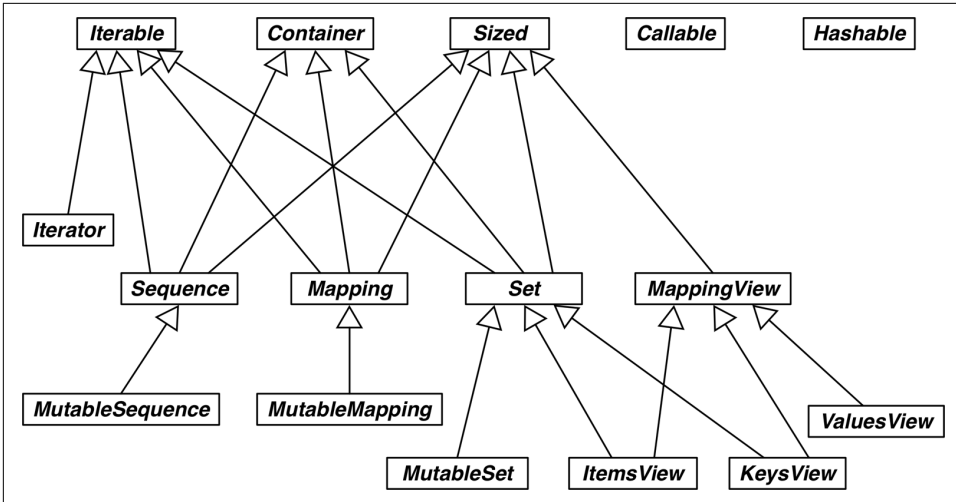 Iterable Container Sized Callable Hashable
Iterator
Sequence Mapping Set MappingView
MutableSequence MutableMapping ValuesView
MutableSet ItemsView KeysView